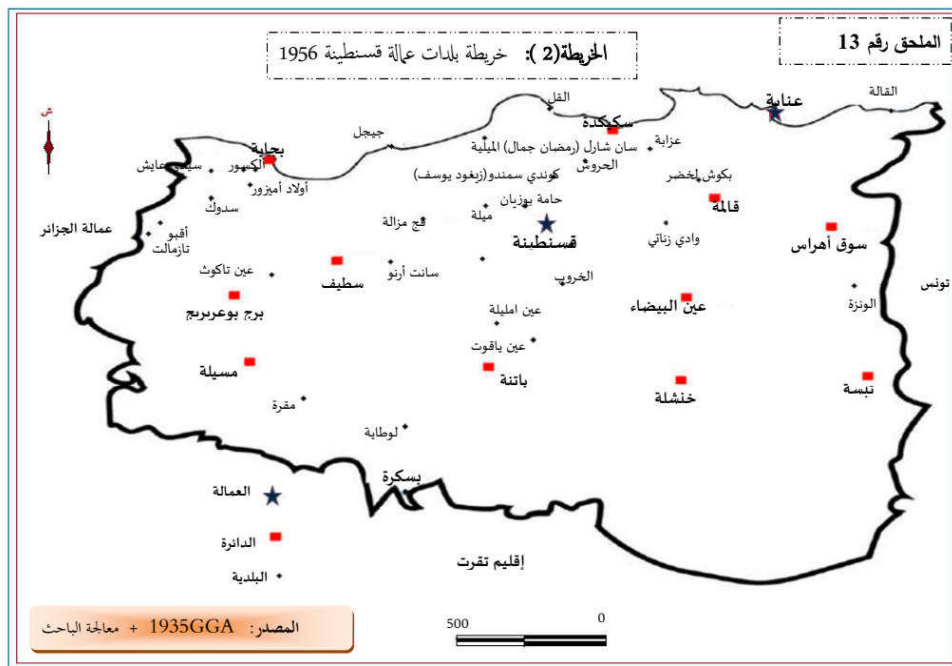 الملحق رقم 13
الخريطة(2): خريطة بلدات عمالة قسنطينة 1956
ش
القالة
عنابة
القل
سكيكدة
عزابة
جيجل
سان شارل (رمضان جمال) الميلية
الحروش
بجاية
الكسور
سيدي عايش
كوندي سمندو(زيغود يوسف)
بكوش لخضر
أولاد أميزور
سدوك
حامة بوزيان
قالمة
ميلة
فج مزالة
وادي زناتي
قسنطينة
سوق أهراس
عمالة الجزائر
أقبو
تازمالت
عين تاكوث
سانت أرنو
سطيف
الخروب
تونس
الونزة
برج بوعريريج
عين امليلة
عين البيضاء
عين ياقوت
مسيلة
باتنة
خنشلة
تبسة
مقرة
لوطاية
بسكرة
العمالة
الدائرة
إقليم تقرت
البلدية
المصدر: 1935GGA + معالجة الباحث
500 0